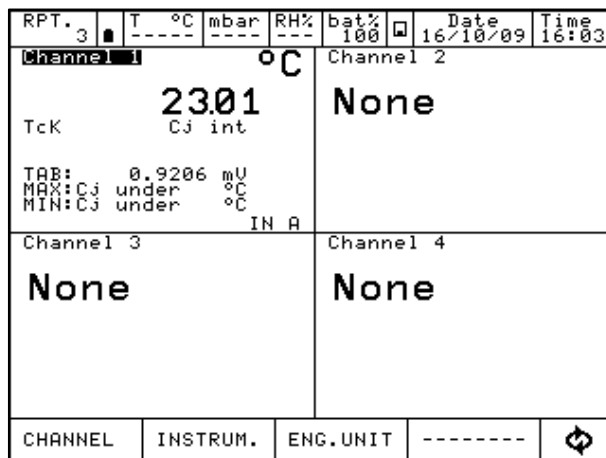 RPT. 3 T °C ----- mbar ---- RH% --- bat% 100 Date 16/10/09 Time 16:03
Channel 1 °C
23.01
TcK Cj int
TAB: 0.9206 mV
MAX:Cj under °C
MIN:Cj under °C
IN A
Channel 2
None
Channel 3
None
Channel 4
None
CHANNEL INSTRUM. ENG.UNIT --------